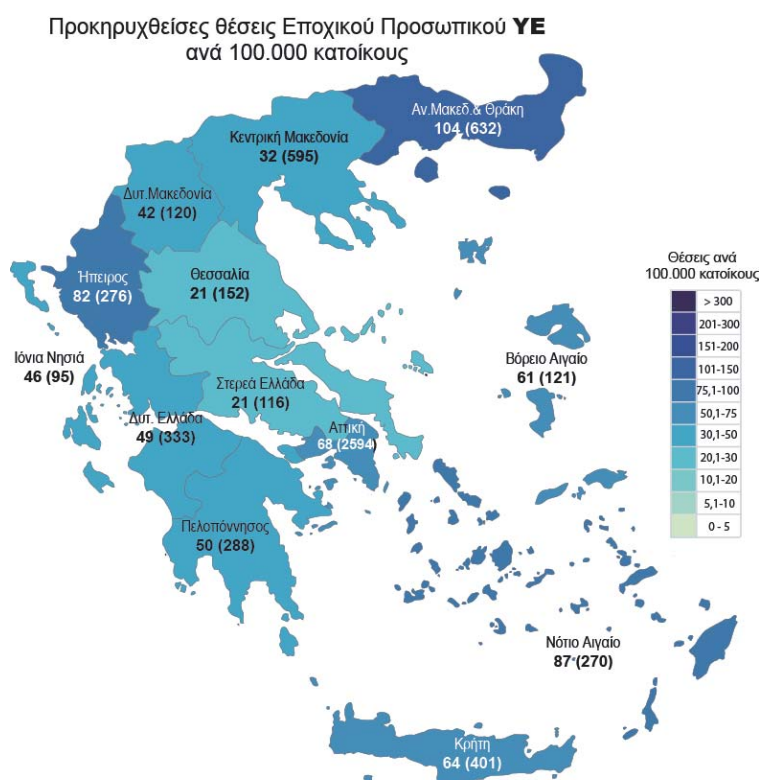 Προκηρυχθείσες θέσεις Εποχικού Προσωπικού ΥΕ
ανά 100.000 κατοίκους
Αν.Μακεδ.& Θράκη
104 (632)
Κεντρική Μακεδονία
32 (595)
Δυτ.Μακεδονία
42 (120)
Ήπειρος
82 (276)
Θεσσαλία
21 (152)
Ιόνια Νησιά
46 (95)
Στερεά Ελλάδα
21 (116)
Βόρειο Αιγαίο
61 (121)
Δυτ. Ελλάδα
49 (333)
Αττική
68 (2594)
Πελοπόννησος
50 (288)
Νότιο Αιγαίο
87 (270)
Κρήτη
64 (401)
Θέσεις ανά
100.000 κατοίκους
> 300
201-300
151-200
101-150
75,1-100
50,1-75
30,1-50
20,1-30
10,1-20
5,1-10
0 - 5